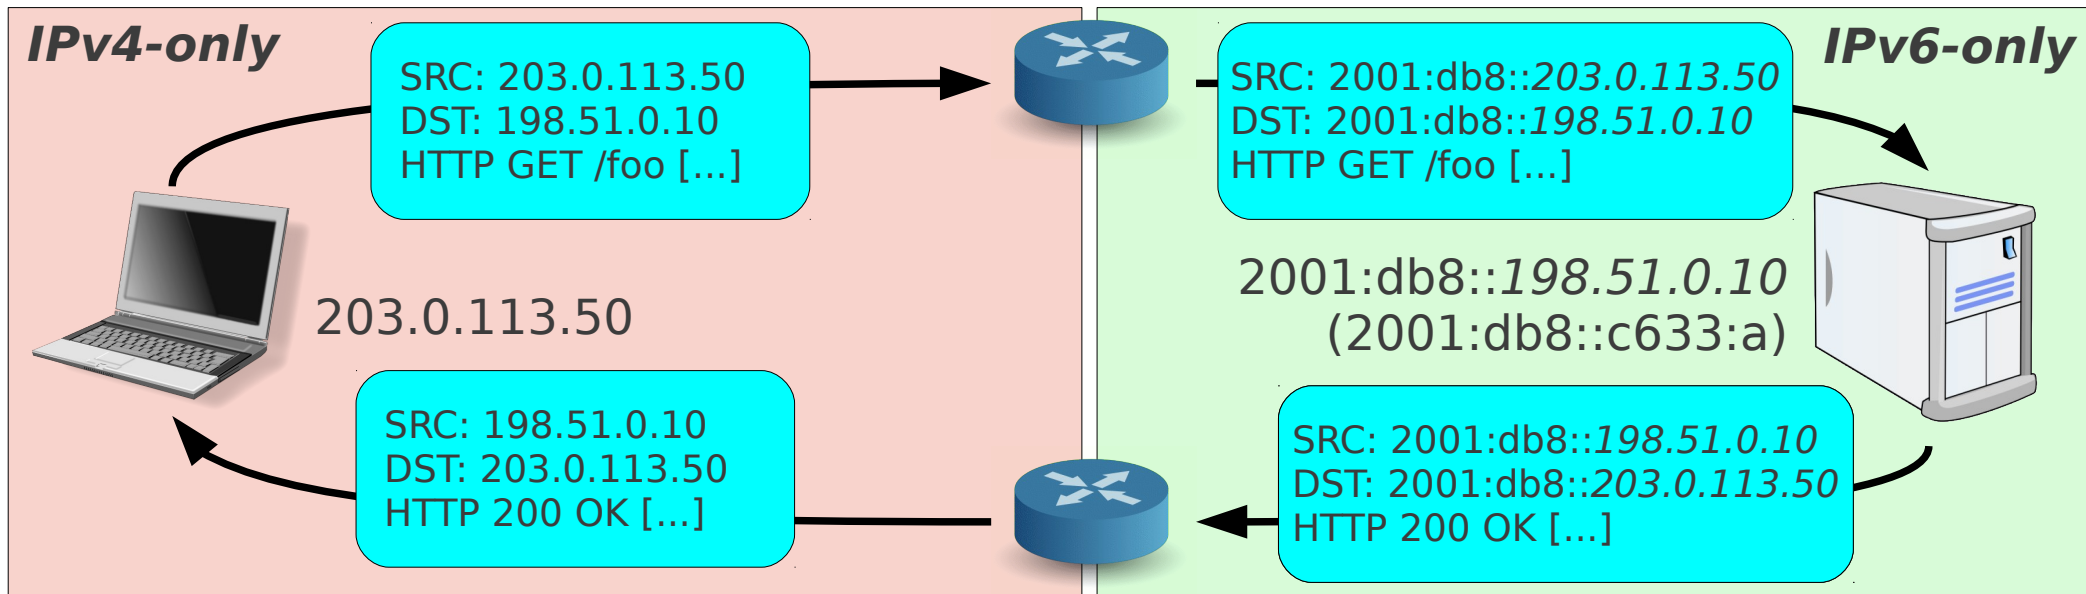 IPv4-only
SRC: 203.0.113.50
DST: 198.51.0.10
HTTP GET /foo [...]
203.0.113.50
SRC: 198.51.0.10
DST: 203.0.113.50
HTTP 200 OK [...]
IPv6-only
SRC: 2001:db8::203.0.113.50
DST: 2001:db8::198.51.0.10
HTTP GET /foo [...]
2001:db8::198.51.0.10
(2001:db8::c633:a)
SRC: 2001:db8::198.51.0.10
DST: 2001:db8::203.0.113.50
HTTP 200 OK [...]